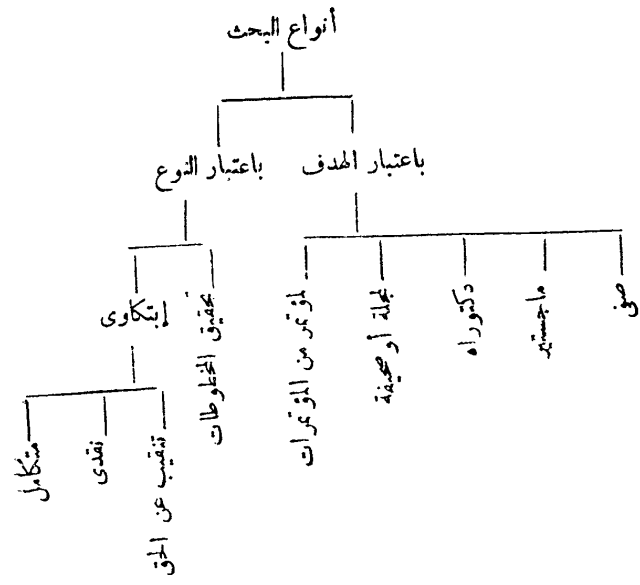 أنواع البحث
باعتبار الهدف
باعتبار النوع
صفى
ماجستير
دكتوراه
لمجلة أو صحيفة
لمؤتمر من المؤتمرات
تحقيق المخطوطات
إبتكاوى
تنقيب عن الحق
نقدى
متكامل